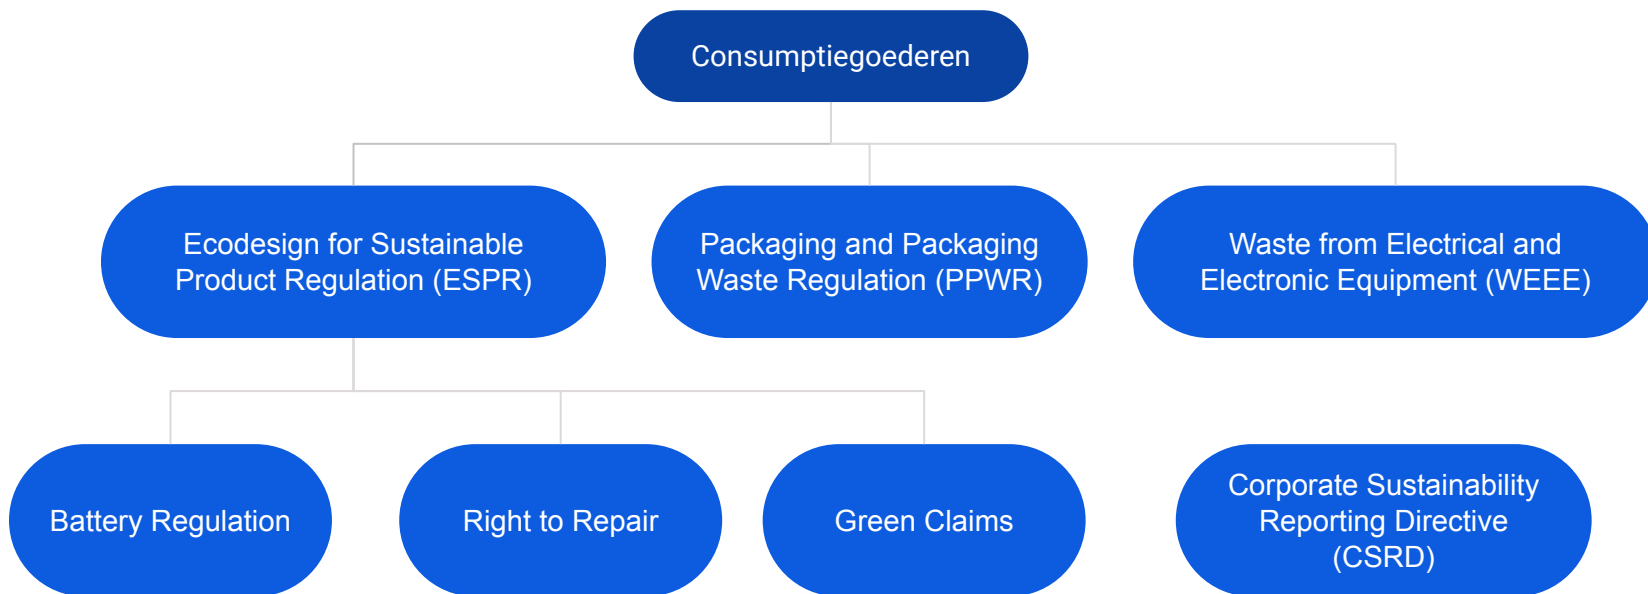 Consumptiegoederen
Ecodesign for Sustainable
Product Regulation (ESPR)
Packaging and Packaging
Waste Regulation (PPWR)
Waste from Electrical and
Electronic Equipment (WEEE)
Battery Regulation
Right to Repair
Green Claims
Corporate Sustainability
Reporting Directive
(CSRD)